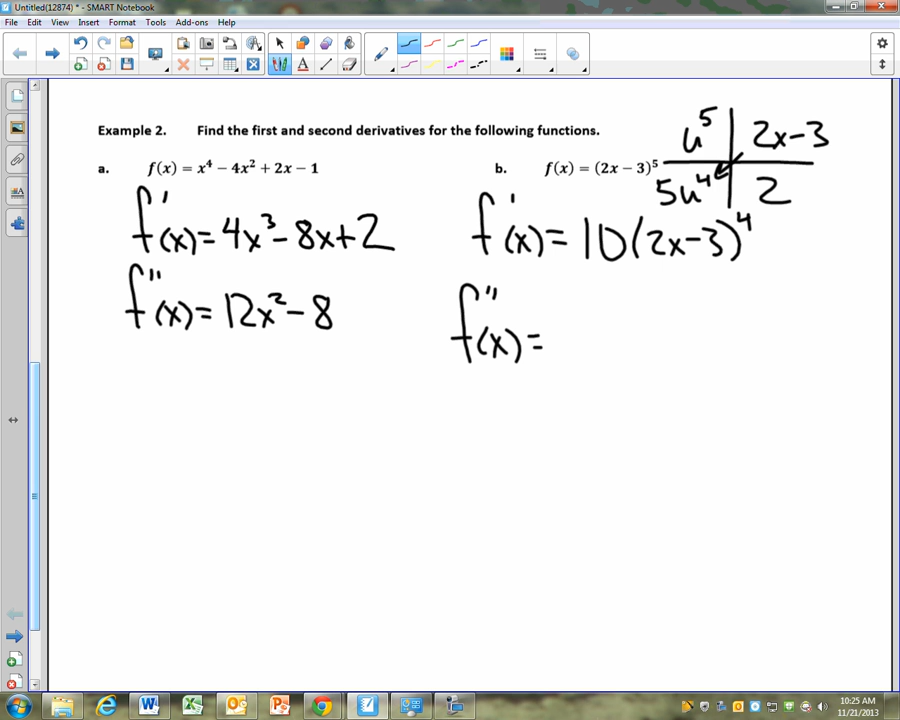 Untitled(12874) * - SMART Notebook
File Edit View Insert Format Tools Add-ons Help
Example 2. Find the first and second derivatives for the following functions.
a. f(x) = x⁴ − 4x² + 2x − 1
b. f(x) = (2x − 3)⁵
u⁵ 2x−3
5u⁴ 2
f'(x) = 4x³ − 8x + 2
f'(x) = 10(2x−3)⁴
f''(x) = 12x² − 8
f''(x) =
10:25 AM
11/21/2013